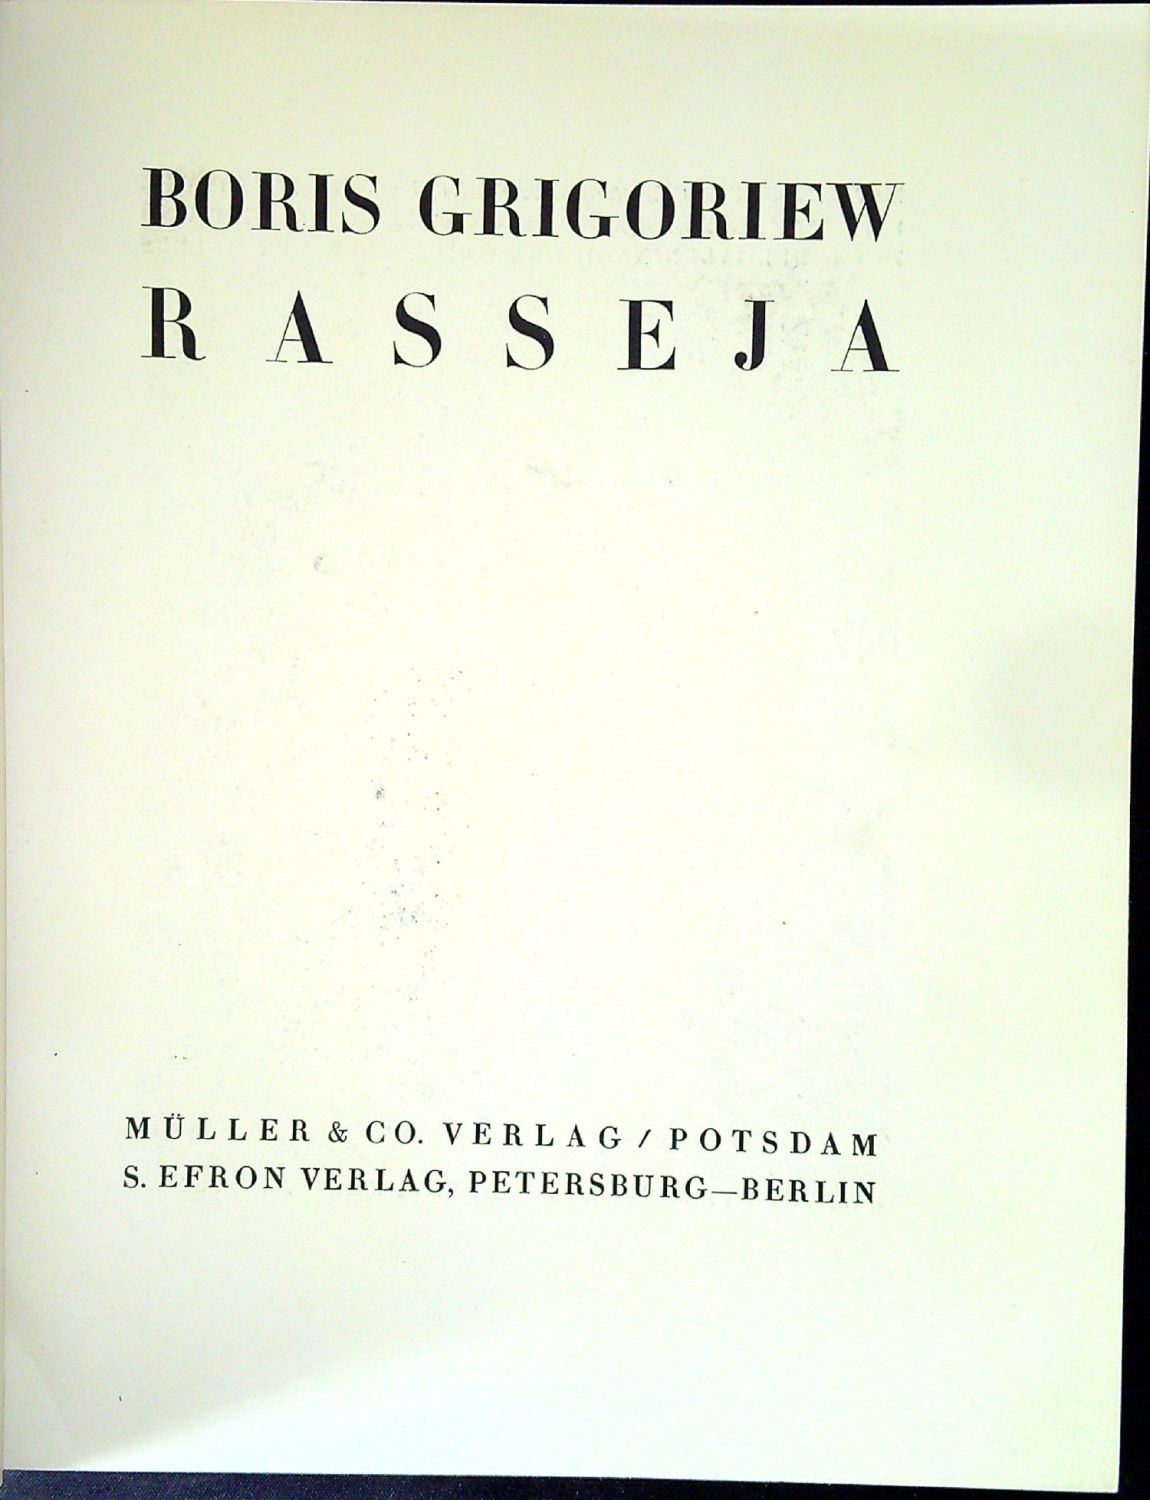 BORIS GRIGORIEW
RASSEJA
MÜLLER & CO. VERLAG / POTSDAM
S. EFRON VERLAG, PETERSBURG—BERLIN